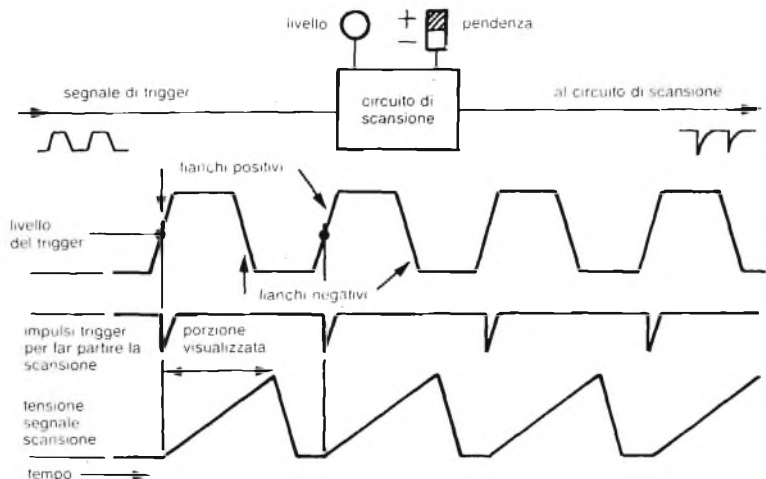 livello
+
−
pendenza
segnale di trigger
circuito di
scansione
al circuito di scansione
fianchi positivi
livello
del trigger
fianchi negativi
impulsi trigger
per far partire la
scansione
porzione
visualizzata
tensione
segnale
scansione
tempo